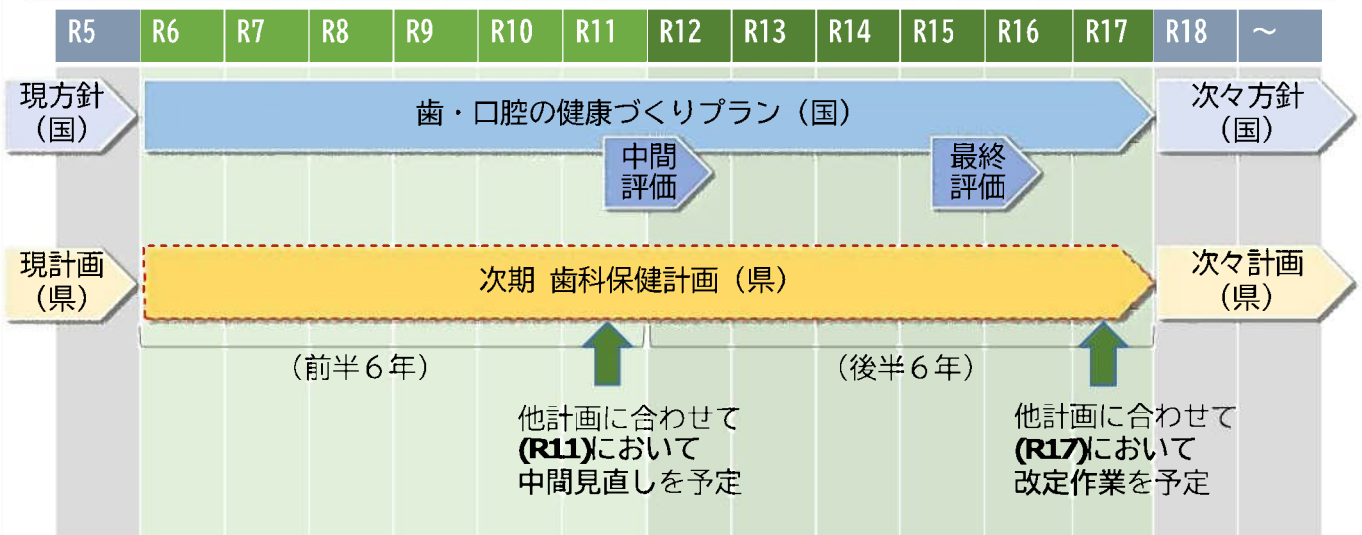 R5 R6 R7 R8 R9 R10 R11 R12 R13 R14 R15 R16 R17 R18 ～
現方針
（国）
歯・口腔の健康づくりプラン（国）
次々方針
（国）
中間
評価
最終
評価
現計画
（県）
次期 歯科保健計画（県）
次々計画
（県）
（前半６年）
（後半６年）
他計画に合わせて
(R11)において
中間見直しを予定
他計画に合わせて
(R17)において
改定作業を予定